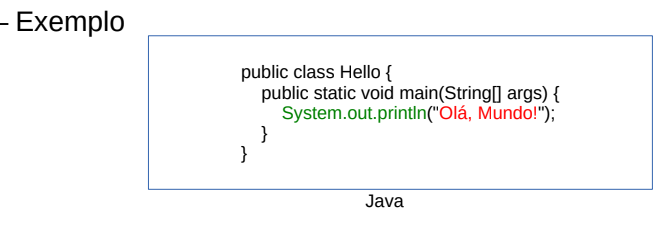 – Exemplo
public class Hello {
public static void main(String[] args) {
System.out.println("Olá, Mundo!");
}
}
Java